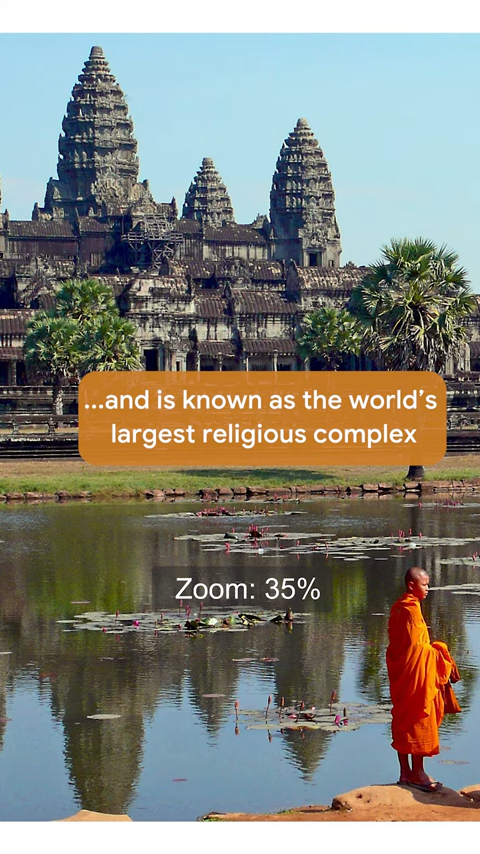 ...and is known as the world's
largest religious complex
Zoom: 35%